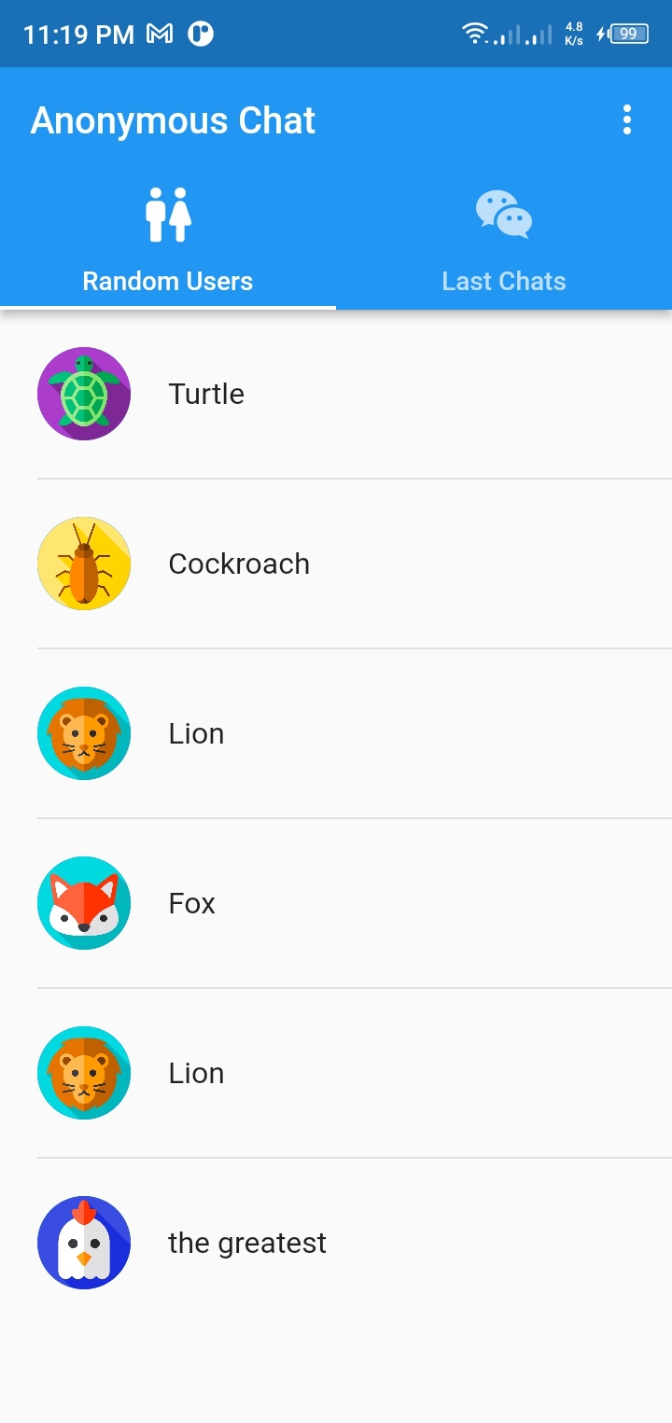 11:19 PM
4.8
K/s
99
Anonymous Chat
Random Users
Last Chats
Turtle
Cockroach
Lion
Fox
Lion
the greatest